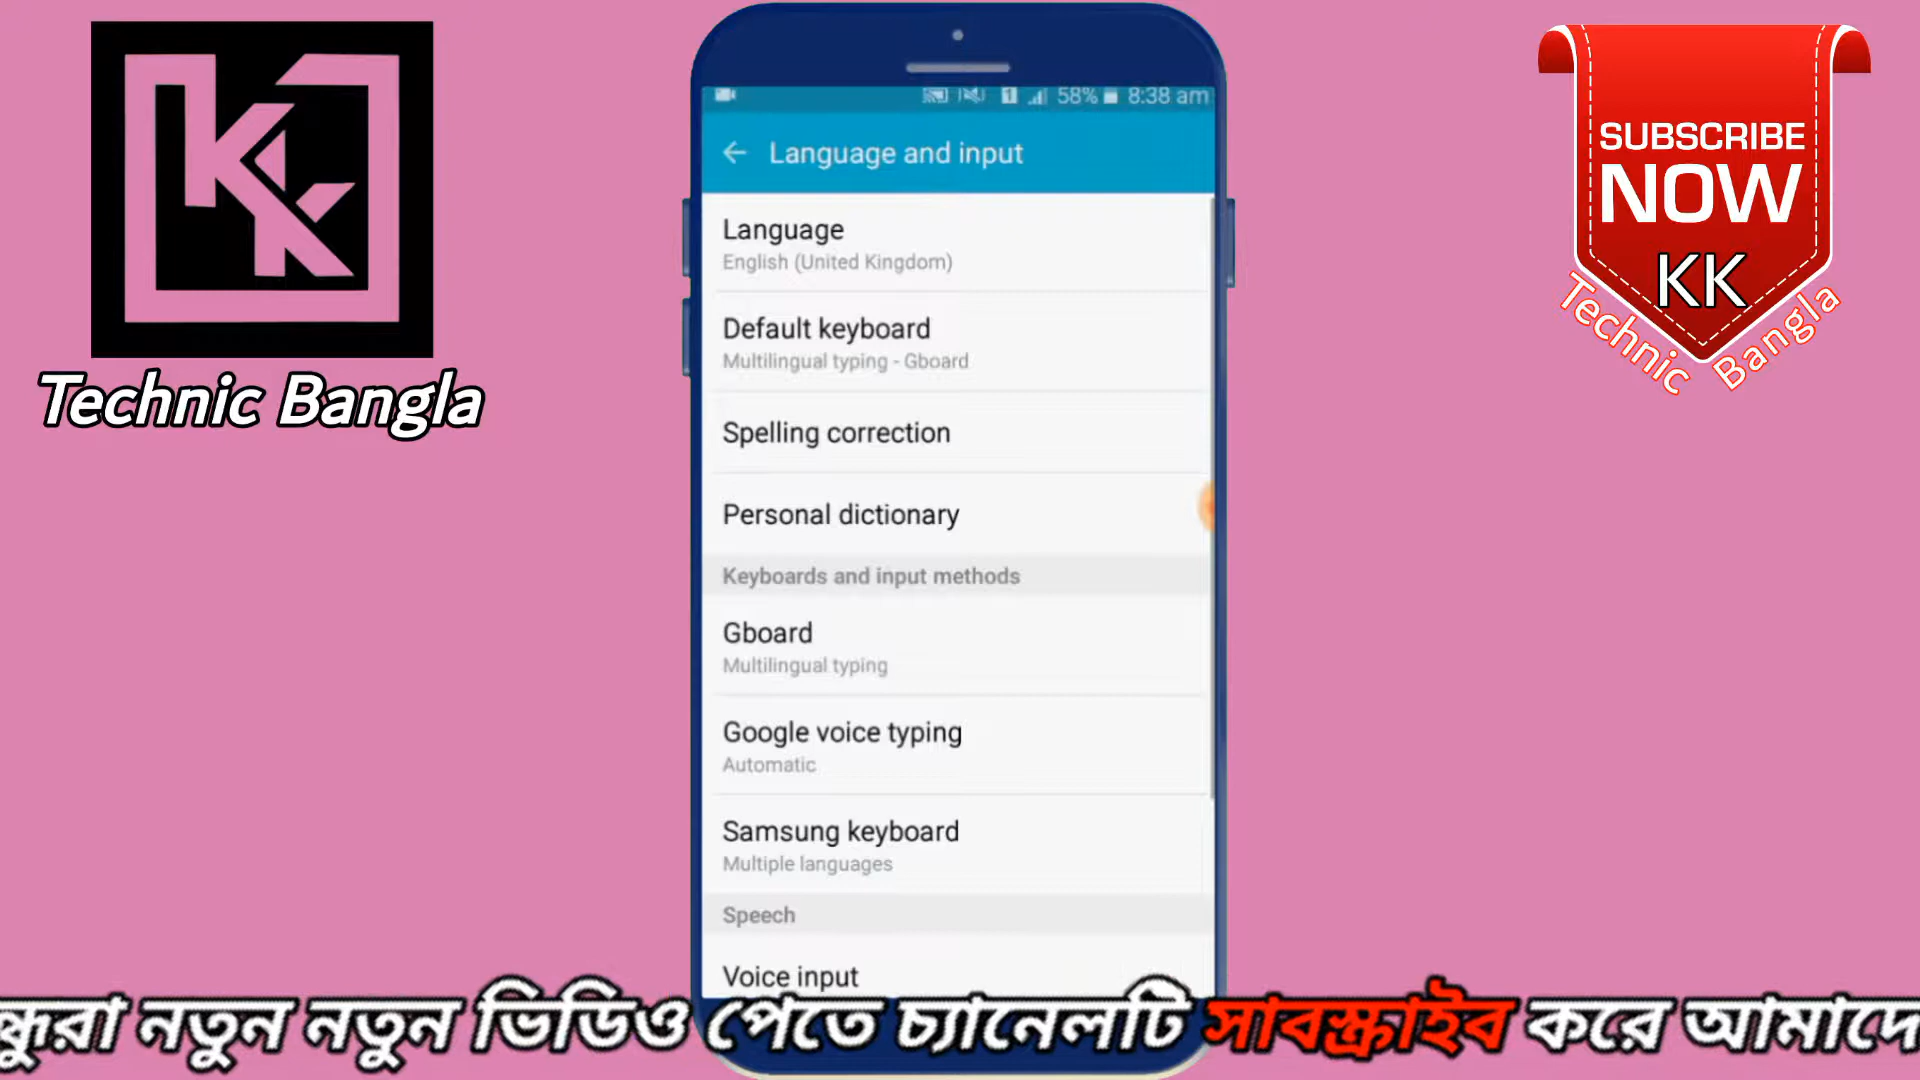 KK
Technic Bangla
58% 8:38 am
Language and input
Language
English (United Kingdom)
Default keyboard
Multilingual typing - Gboard
Spelling correction
Personal dictionary
Keyboards and input methods
Gboard
Multilingual typing
Google voice typing
Automatic
Samsung keyboard
Multiple languages
Speech
Voice input
SUBSCRIBE
NOW
KK
Technic Bangla
নতুন নতুন ভিডিও পেতে চ্যানেলটি সাবস্ক্রাইব করে